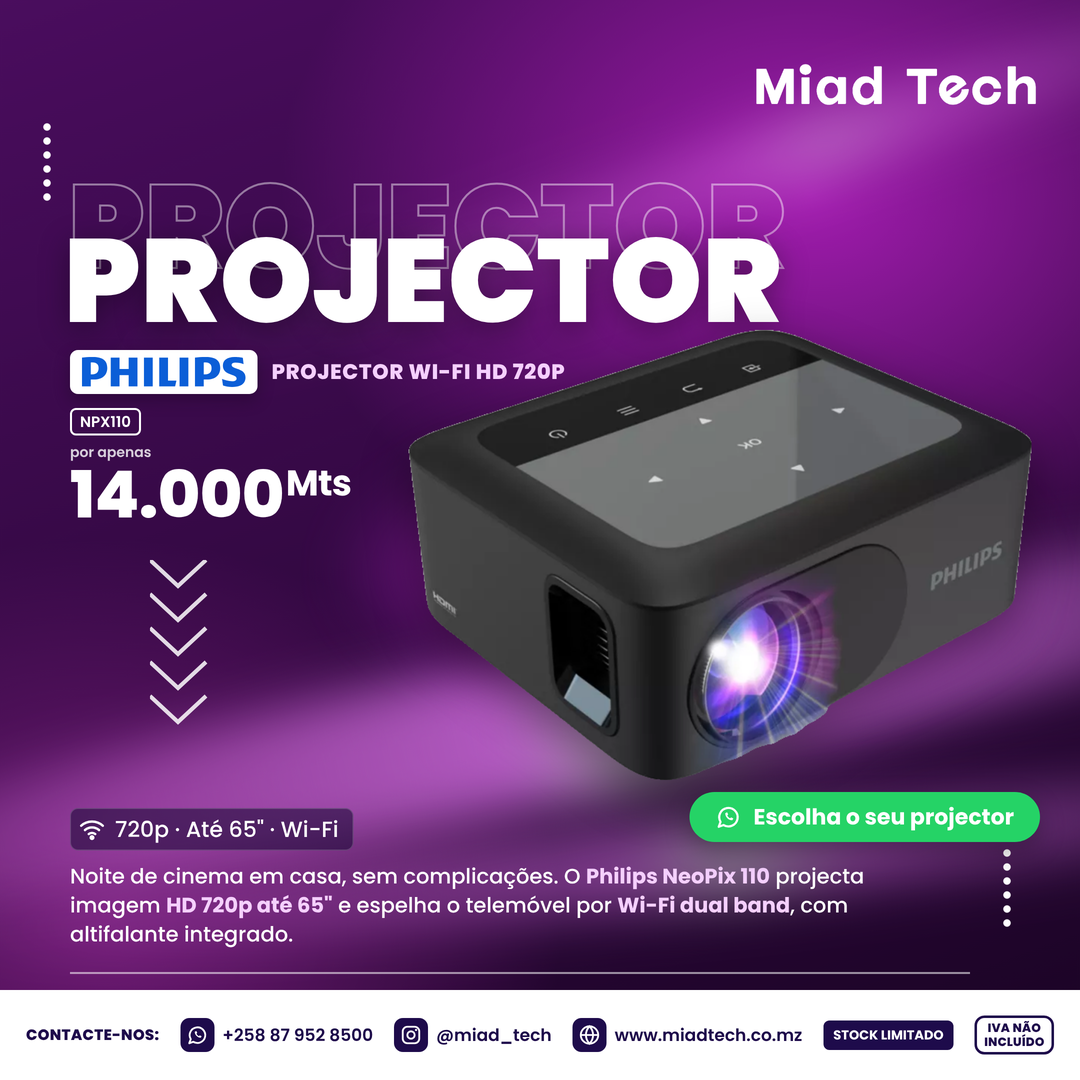 Miad Tech
PROJECTOR
PROJECTOR
PHILIPS PROJECTOR WI-FI HD 720P
NPX110
por apenas
14.000Mts
OK
PHILIPS
HDMI
720p · Até 65" · Wi-Fi
Escolha o seu projector
Noite de cinema em casa, sem complicações. O Philips NeoPix 110 projecta
imagem HD 720p até 65" e espelha o telemóvel por Wi-Fi dual band, com
altifalante integrado.
CONTACTE-NOS: +258 87 952 8500 @miad_tech www.miadtech.co.mz STOCK LIMITADO IVA NÃO
INCLUÍDO